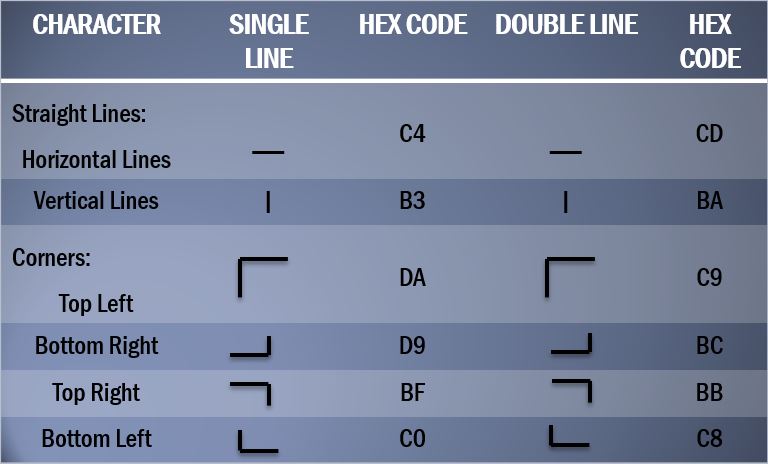 CHARACTER SINGLE LINE HEX CODE DOUBLE LINE HEX CODE
Straight Lines:
Horizontal Lines C4 CD
Vertical Lines B3 BA
Corners:
Top Left DA C9
Bottom Right D9 BC
Top Right BF BB
Bottom Left C0 C8